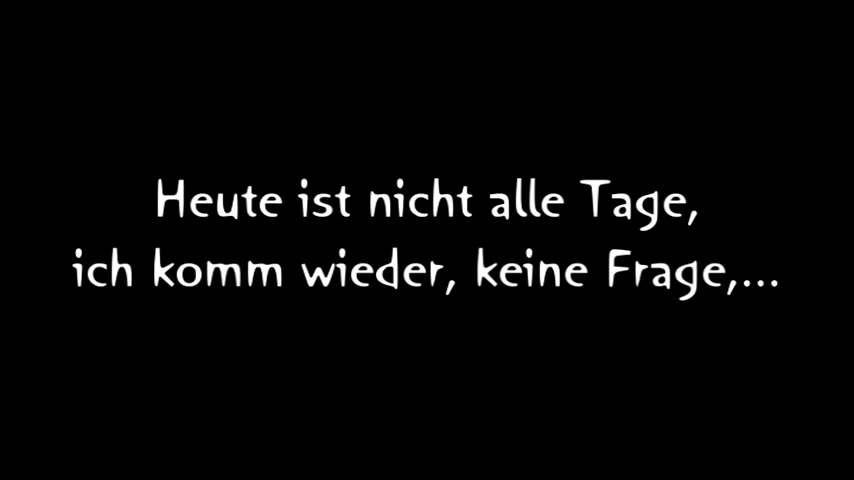 Heute ist nicht alle Tage,
ich komm wieder, keine Frage,...